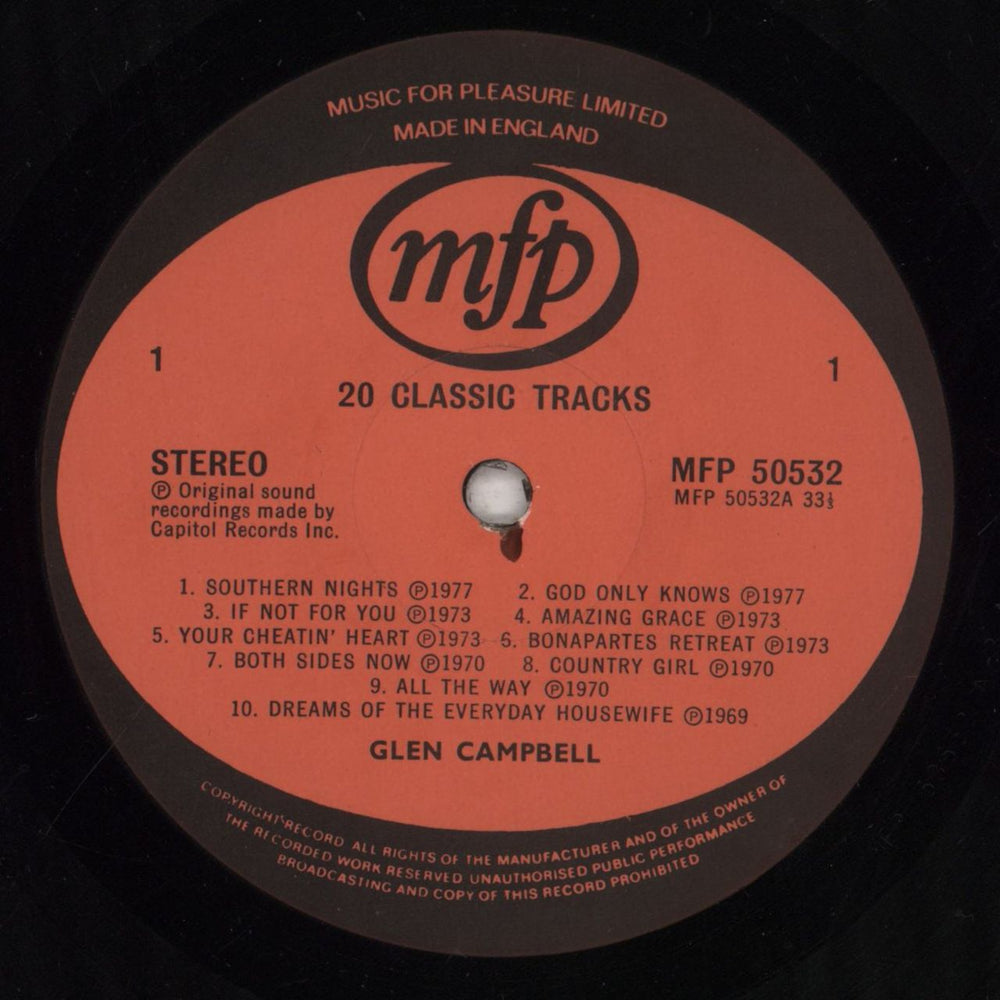 MUSIC FOR PLEASURE LIMITED
MADE IN ENGLAND
mfp
1
1
20 CLASSIC TRACKS
STEREO
℗ Original sound
recordings made by
Capitol Records Inc.
MFP 50532
MFP 50532A 33⅓
1. SOUTHERN NIGHTS ℗1977 2. GOD ONLY KNOWS ℗1977
3. IF NOT FOR YOU ℗1973 4. AMAZING GRACE ℗1973
5. YOUR CHEATIN' HEART ℗1973 6. BONAPARTES RETREAT ℗1973
7. BOTH SIDES NOW ℗1970 8. COUNTRY GIRL ℗1970
9. ALL THE WAY ℗1970
10. DREAMS OF THE EVERYDAY HOUSEWIFE ℗1969
GLEN CAMPBELL
COPYRIGHT RECORD ALL RIGHTS OF THE MANUFACTURER AND OF THE OWNER OF
THE RECORDED WORK RESERVED UNAUTHORISED PUBLIC PERFORMANCE
BROADCASTING AND COPY OF THIS RECORD PROHIBITED